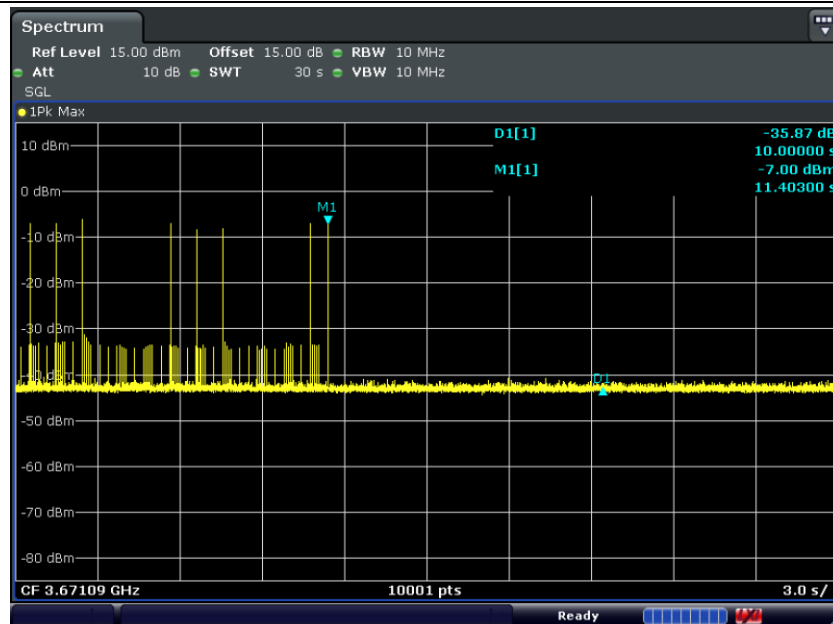 Spectrum
Ref Level 15.00 dBm Offset 15.00 dB RBW 10 MHz
Att 10 dB SWT 30 s VBW 10 MHz
SGL
1Pk Max
D1[1] -35.87 dB
10.00000 s
M1[1] -7.00 dBm
11.40300 s
10 dBm
0 dBm
M1
-10 dBm
-20 dBm
-30 dBm
D1
-50 dBm
-60 dBm
-70 dBm
-80 dBm
CF 3.67109 GHz 10001 pts 3.0 s/
Ready